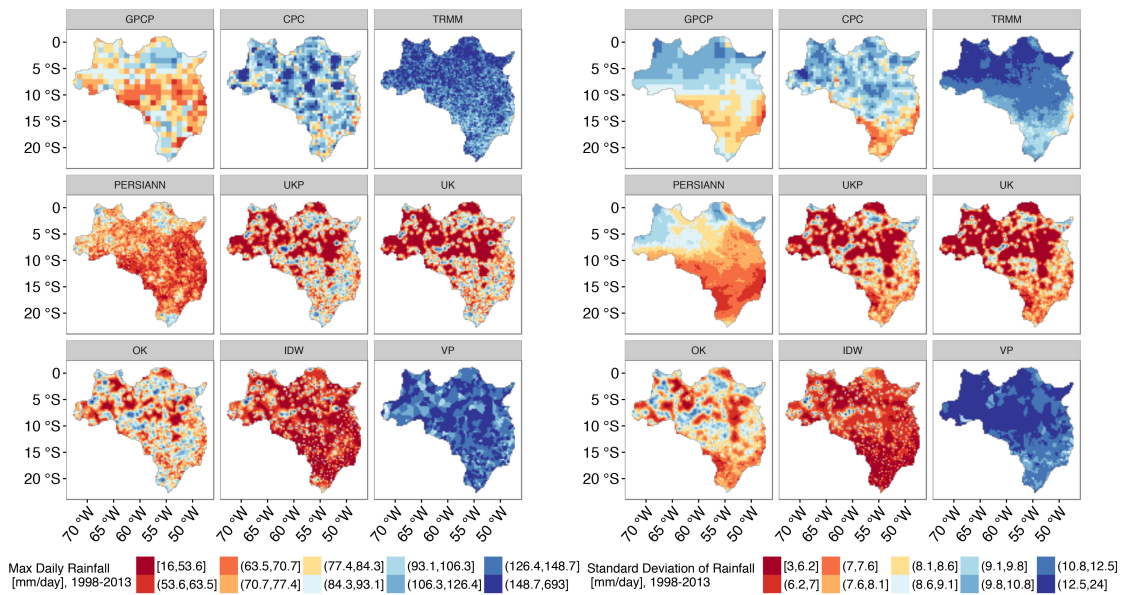 GPCP CPC TRMM GPCP CPC TRMM
0 0
5 °S 5 °S
10 °S 10 °S
15 °S 15 °S
20 °S 20 °S
PERSIANN UKP UK PERSIANN UKP UK
0 0
5 °S 5 °S
10 °S 10 °S
15 °S 15 °S
20 °S 20 °S
OK IDW VP OK IDW VP
0 0
5 °S 5 °S
10 °S 10 °S
15 °S 15 °S
20 °S 20 °S
70 °W 65 °W 60 °W 55 °W 50 °W 70 °W 65 °W 60 °W 55 °W 50 °W 70 °W 65 °W 60 °W 55 °W 50 °W 70 °W 65 °W 60 °W 55 °W 50 °W 70 °W 65 °W 60 °W 55 °W 50 °W 70 °W 65 °W 60 °W 55 °W 50 °W
Max Daily Rainfall [16,53.6] (63.5,70.7] (77.4,84.3] (93.1,106.3] (126.4,148.7] Standard Deviation of Rainfall [3,6.2] (7,7.6] (8.1,8.6] (9.1,9.8] (10.8,12.5]
[mm/day], 1998-2013 (53.6,63.5] (70.7,77.4] (84.3,93.1] (106.3,126.4] (148.7,693] [mm/day], 1998-2013 (6.2,7] (7.6,8.1] (8.6,9.1] (9.8,10.8] (12.5,24]